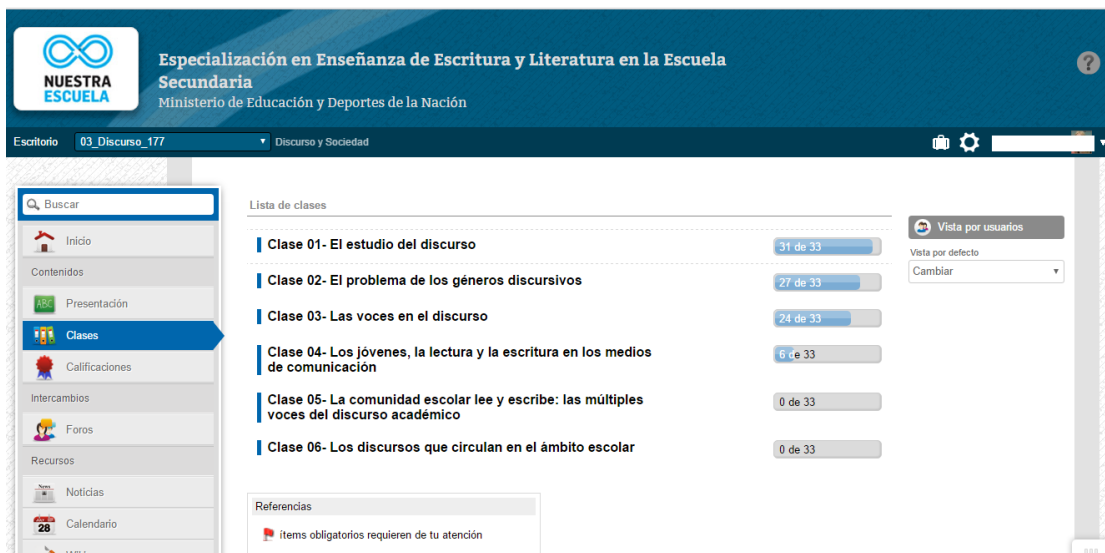 NUESTRA
ESCUELA
Especialización en Enseñanza de Escritura y Literatura en la Escuela
Secundaria
Ministerio de Educación y Deportes de la Nación
?
Escritorio 03_Discurso_177 Discurso y Sociedad
Buscar
Inicio
Contenidos
ABC Presentación
Clases
Calificaciones
Intercambios
Foros
Recursos
News Noticias
28 Calendario
Lista de clases
Clase 01- El estudio del discurso 31 de 33
Clase 02- El problema de los géneros discursivos 27 de 33
Clase 03- Las voces en el discurso 24 de 33
Clase 04- Los jóvenes, la lectura y la escritura en los medios
de comunicación 6 de 33
Clase 05- La comunidad escolar lee y escribe: las múltiples
voces del discurso académico 0 de 33
Clase 06- Los discursos que circulan en el ámbito escolar 0 de 33
Referencias
ítems obligatorios requieren de tu atención
Vista por usuarios
Vista por defecto
Cambiar